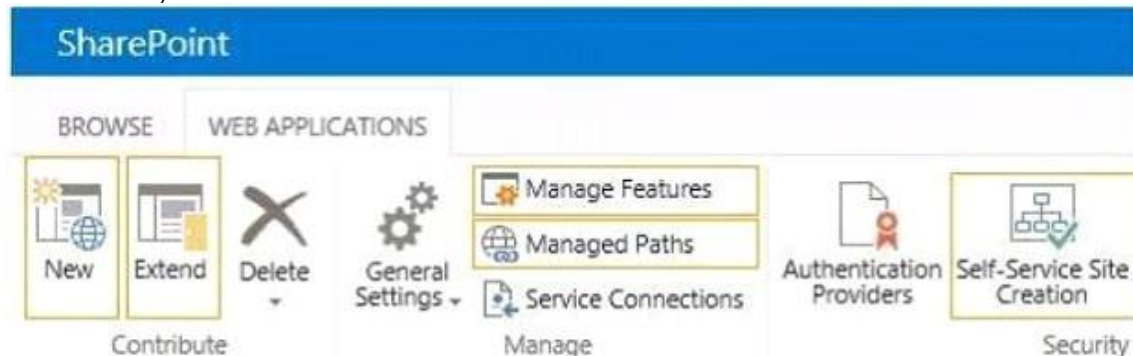 SharePoint
BROWSE WEB APPLICATIONS
New Extend Delete General Settings Manage Features
Managed Paths
Service Connections
Authentication Providers Self-Service Site Creation
Contribute Manage Security